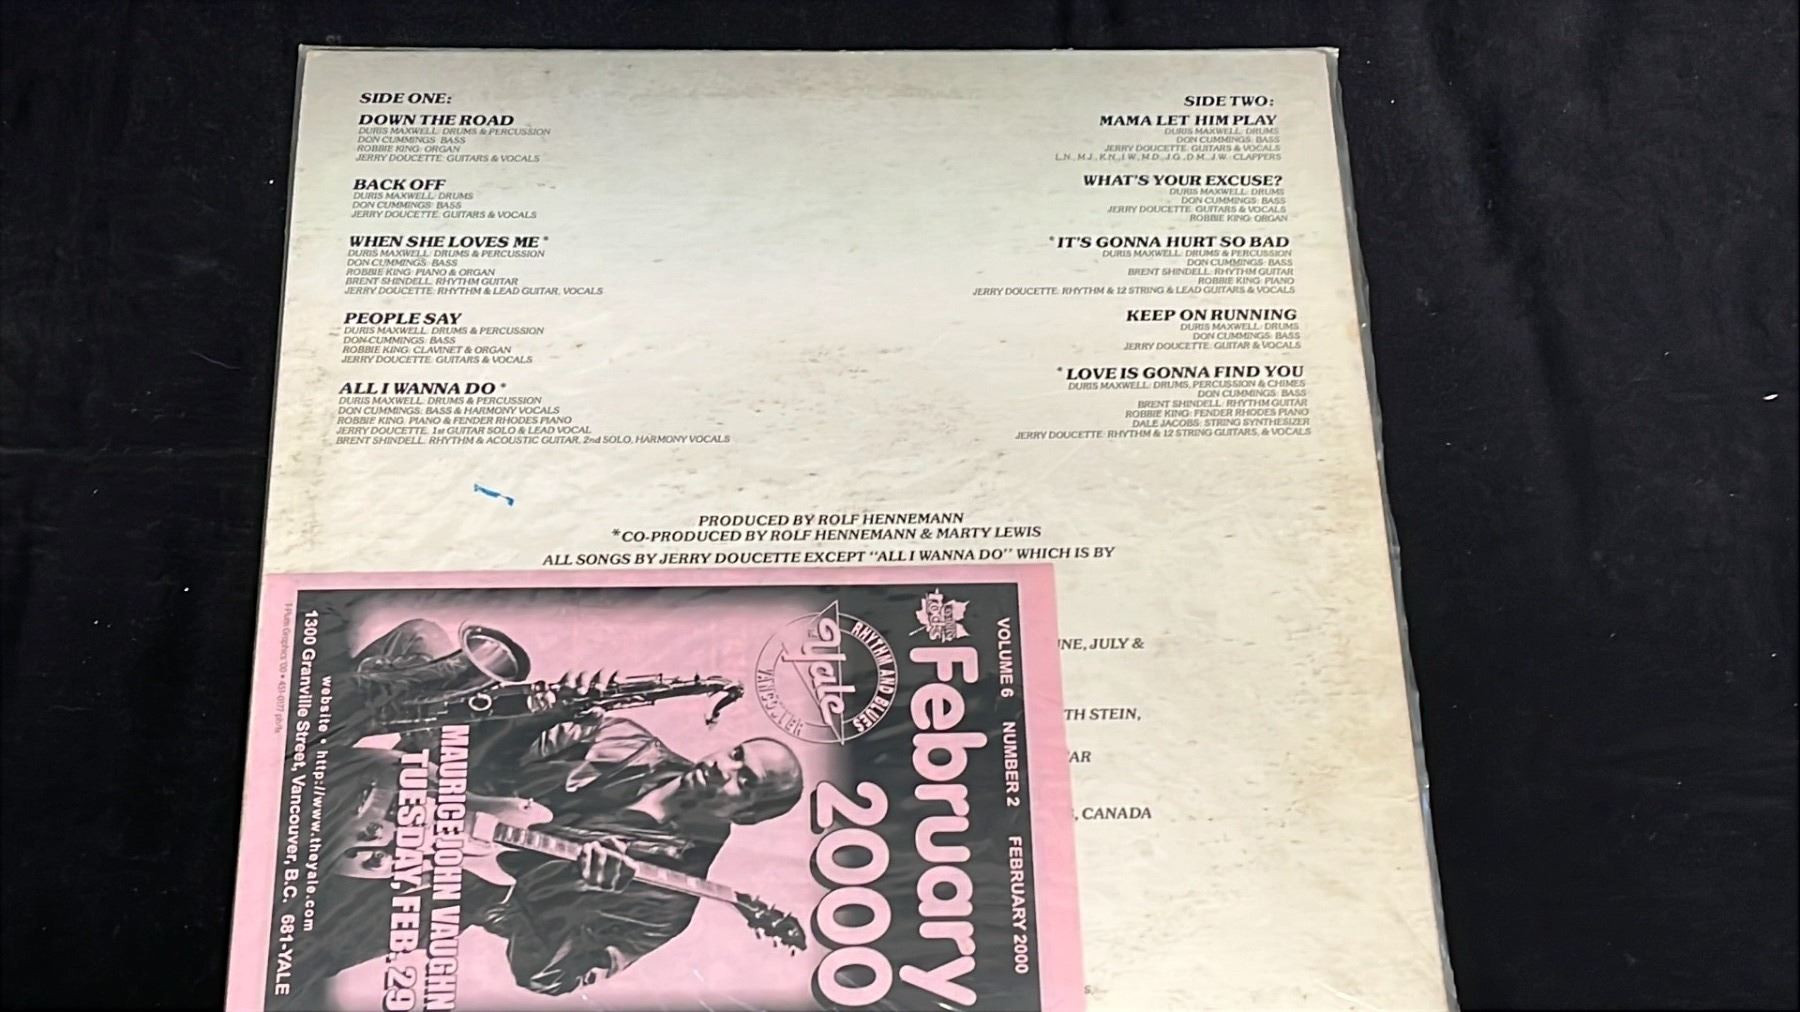 SIDE ONE:
DOWN THE ROAD
DURIS MAXWELL: DRUMS & PERCUSSION
DON CUMMINGS: BASS
ROBBIE KING: ORGAN
JERRY DOUCETTE: GUITARS & VOCALS
BACK OFF
DURIS MAXWELL: DRUMS
DON CUMMINGS: BASS
JERRY DOUCETTE: GUITARS & VOCALS
WHEN SHE LOVES ME *
DURIS MAXWELL: DRUMS & PERCUSSION
DON CUMMINGS: BASS
ROBBIE KING: PIANO & ORGAN
BRENT SHINDELL: RHYTHM GUITAR
JERRY DOUCETTE: RHYTHM & LEAD GUITAR, VOCALS
PEOPLE SAY
DURIS MAXWELL: DRUMS & PERCUSSION
DON CUMMINGS: BASS
ROBBIE KING: CLAVINET & ORGAN
JERRY DOUCETTE: GUITARS & VOCALS
ALL I WANNA DO *
DURIS MAXWELL: DRUMS & PERCUSSION
DON CUMMINGS: BASS & HARMONY VOCALS
ROBBIE KING: PIANO & FENDER RHODES PIANO
JERRY DOUCETTE: 1st GUITAR SOLO & LEAD VOCAL
BRENT SHINDELL: RHYTHM & ACOUSTIC GUITAR, 2nd SOLO, HARMONY VOCALS
SIDE TWO:
MAMA LET HIM PLAY
DURIS MAXWELL: DRUMS
DON CUMMINGS: BASS
JERRY DOUCETTE: GUITARS & VOCALS
L.N., M.J., K.N., I.W., M.D., J.G., D.M., J.W.: CLAPPERS
WHAT'S YOUR EXCUSE?
DURIS MAXWELL: DRUMS
DON CUMMINGS: BASS
JERRY DOUCETTE: GUITARS & VOCALS
ROBBIE KING: ORGAN
*IT'S GONNA HURT SO BAD
DURIS MAXWELL: DRUMS & PERCUSSION
DON CUMMINGS: BASS
BRENT SHINDELL: RHYTHM GUITAR
ROBBIE KING: PIANO
JERRY DOUCETTE: RHYTHM & 12 STRING & LEAD GUITARS & VOCALS
KEEP ON RUNNING
DURIS MAXWELL: DRUMS
DON CUMMINGS: BASS
JERRY DOUCETTE: GUITAR & VOCALS
*LOVE IS GONNA FIND YOU
DURIS MAXWELL: DRUMS, PERCUSSION & CHIMES
DON CUMMINGS: BASS
BRENT SHINDELL: RHYTHM GUITAR
ROBBIE KING: FENDER RHODES PIANO
DALE JACOBS: STRING SYNTHESIZER
JERRY DOUCETTE: RHYTHM & 12 STRING GUITARS, & VOCALS
PRODUCED BY ROLF HENNEMANN
*CO-PRODUCED BY ROLF HENNEMANN & MARTY LEWIS
ALL SONGS BY JERRY DOUCETTE EXCEPT "ALL I WANNA DO" WHICH IS BY
NE, JULY &
TH STEIN,
AR
, CANADA
VOLUME 6 NUMBER 2 FEBRUARY 2000
February
2000
Yale
RHYTHM AND BLUES
VANCOUVER
MAURICE JOHN VAUGHN
TUESDAY, FEB. 29
website • http://www.theyale.com
1300 Granville Street, Vancouver, B.C. 681-YALE